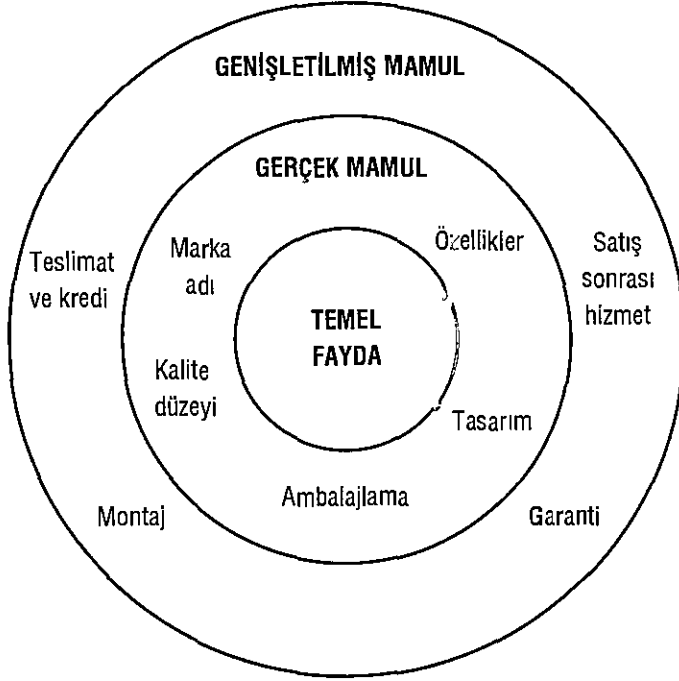 GENİŞLETİLMİŞ MAMUL
GERÇEK MAMUL
Marka
adı
Özellikler
Teslimat
ve kredi
Satış
sonrası
hizmet
TEMEL
FAYDA
Kalite
düzeyi
Tasarım
Ambalajlama
Montaj
Garanti